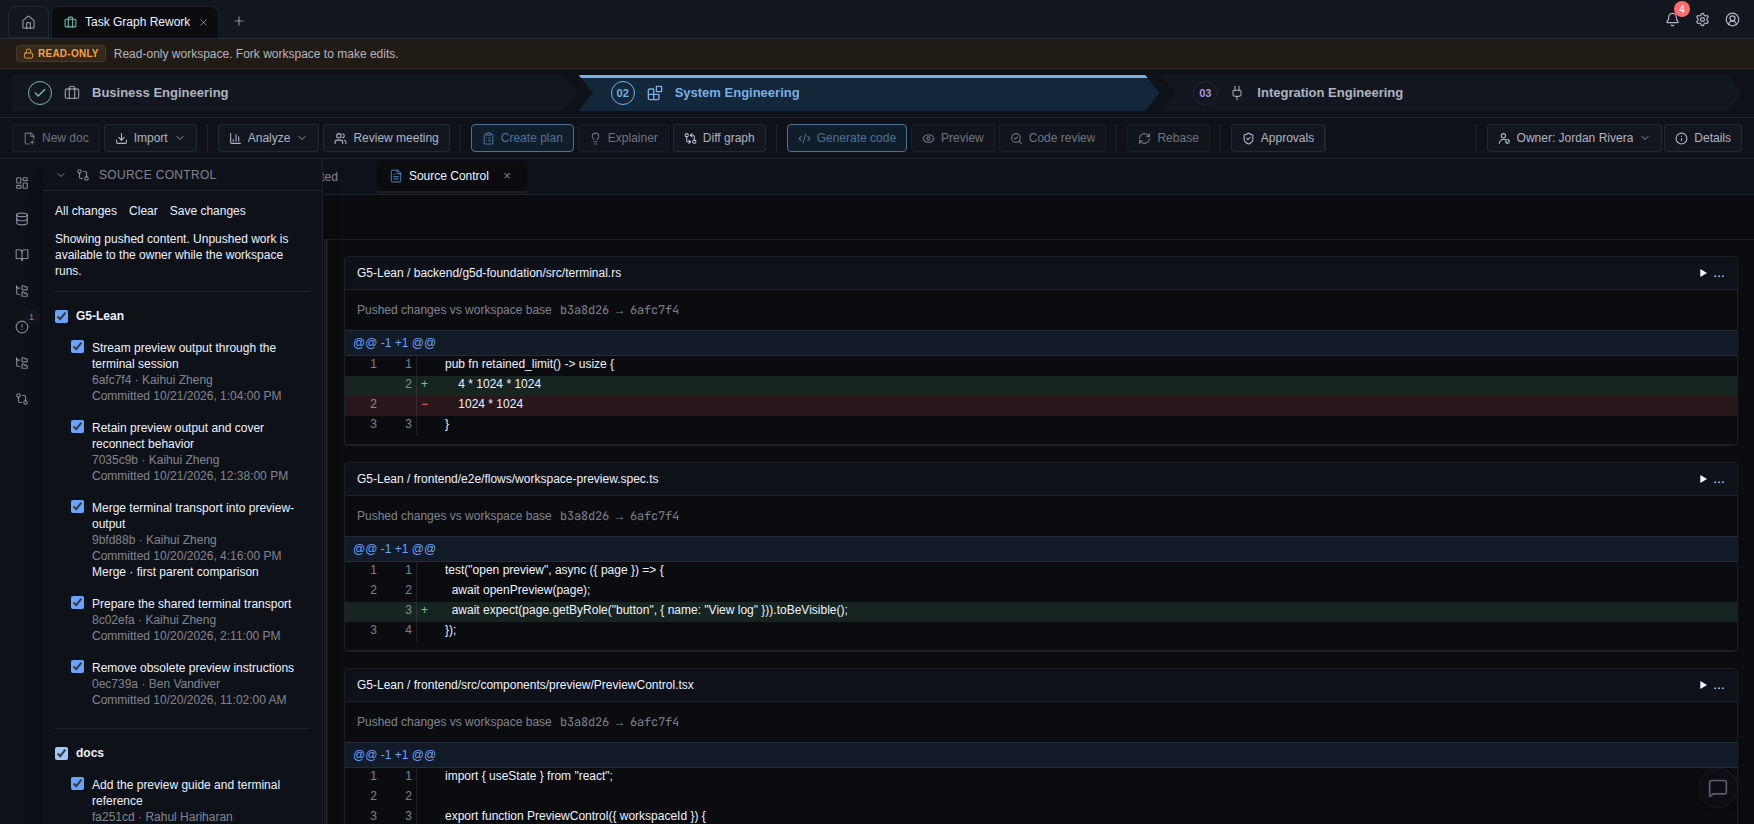 Task Graph Rework
4
READ-ONLY Read-only workspace. Fork workspace to make edits.
Business Engineering
02 System Engineering
03 Integration Engineering
New doc Import Analyze Review meeting Create plan Explainer Diff graph Generate code Preview Code review Rebase Approvals Owner: Jordan Rivera Details
SOURCE CONTROL
ted
Source Control ×
All changes Clear Save changes
Showing pushed content. Unpushed work is
available to the owner while the workspace
runs.
1
G5-Lean
Stream preview output through the
terminal session
6afc7f4 · Kaihui Zheng
Committed 10/21/2026, 1:04:00 PM
Retain preview output and cover
reconnect behavior
7035c9b · Kaihui Zheng
Committed 10/21/2026, 12:38:00 PM
Merge terminal transport into preview-
output
9bfd88b · Kaihui Zheng
Committed 10/20/2026, 4:16:00 PM
Merge · first parent comparison
Prepare the shared terminal transport
8c02efa · Kaihui Zheng
Committed 10/20/2026, 2:11:00 PM
Remove obsolete preview instructions
0ec739a · Ben Vandiver
Committed 10/20/2026, 11:02:00 AM
docs
Add the preview guide and terminal
reference
fa251cd · Rahul Hariharan
G5-Lean / backend/g5d-foundation/src/terminal.rs ▶ ...
Pushed changes vs workspace base b3a8d26 → 6afc7f4
@@ -1 +1 @@
1 1 pub fn retained_limit() -> usize {
2 + 4 * 1024 * 1024
2 − 1024 * 1024
3 3 }
G5-Lean / frontend/e2e/flows/workspace-preview.spec.ts ▶ ...
Pushed changes vs workspace base b3a8d26 → 6afc7f4
@@ -1 +1 @@
1 1 test("open preview", async ({ page }) => {
2 2 await openPreview(page);
3 + await expect(page.getByRole("button", { name: "View log" })).toBeVisible();
3 4 });
G5-Lean / frontend/src/components/preview/PreviewControl.tsx ▶ ...
Pushed changes vs workspace base b3a8d26 → 6afc7f4
@@ -1 +1 @@
1 1 import { useState } from "react";
2 2
3 3 export function PreviewControl({ workspaceId }) {